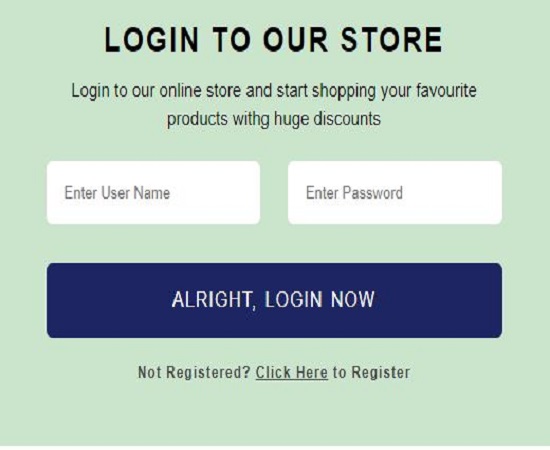 LOGIN TO OUR STORE
Login to our online store and start shopping your favourite
products withg huge discounts
Enter User Name
Enter Password
ALRIGHT, LOGIN NOW
Not Registered? Click Here to Register